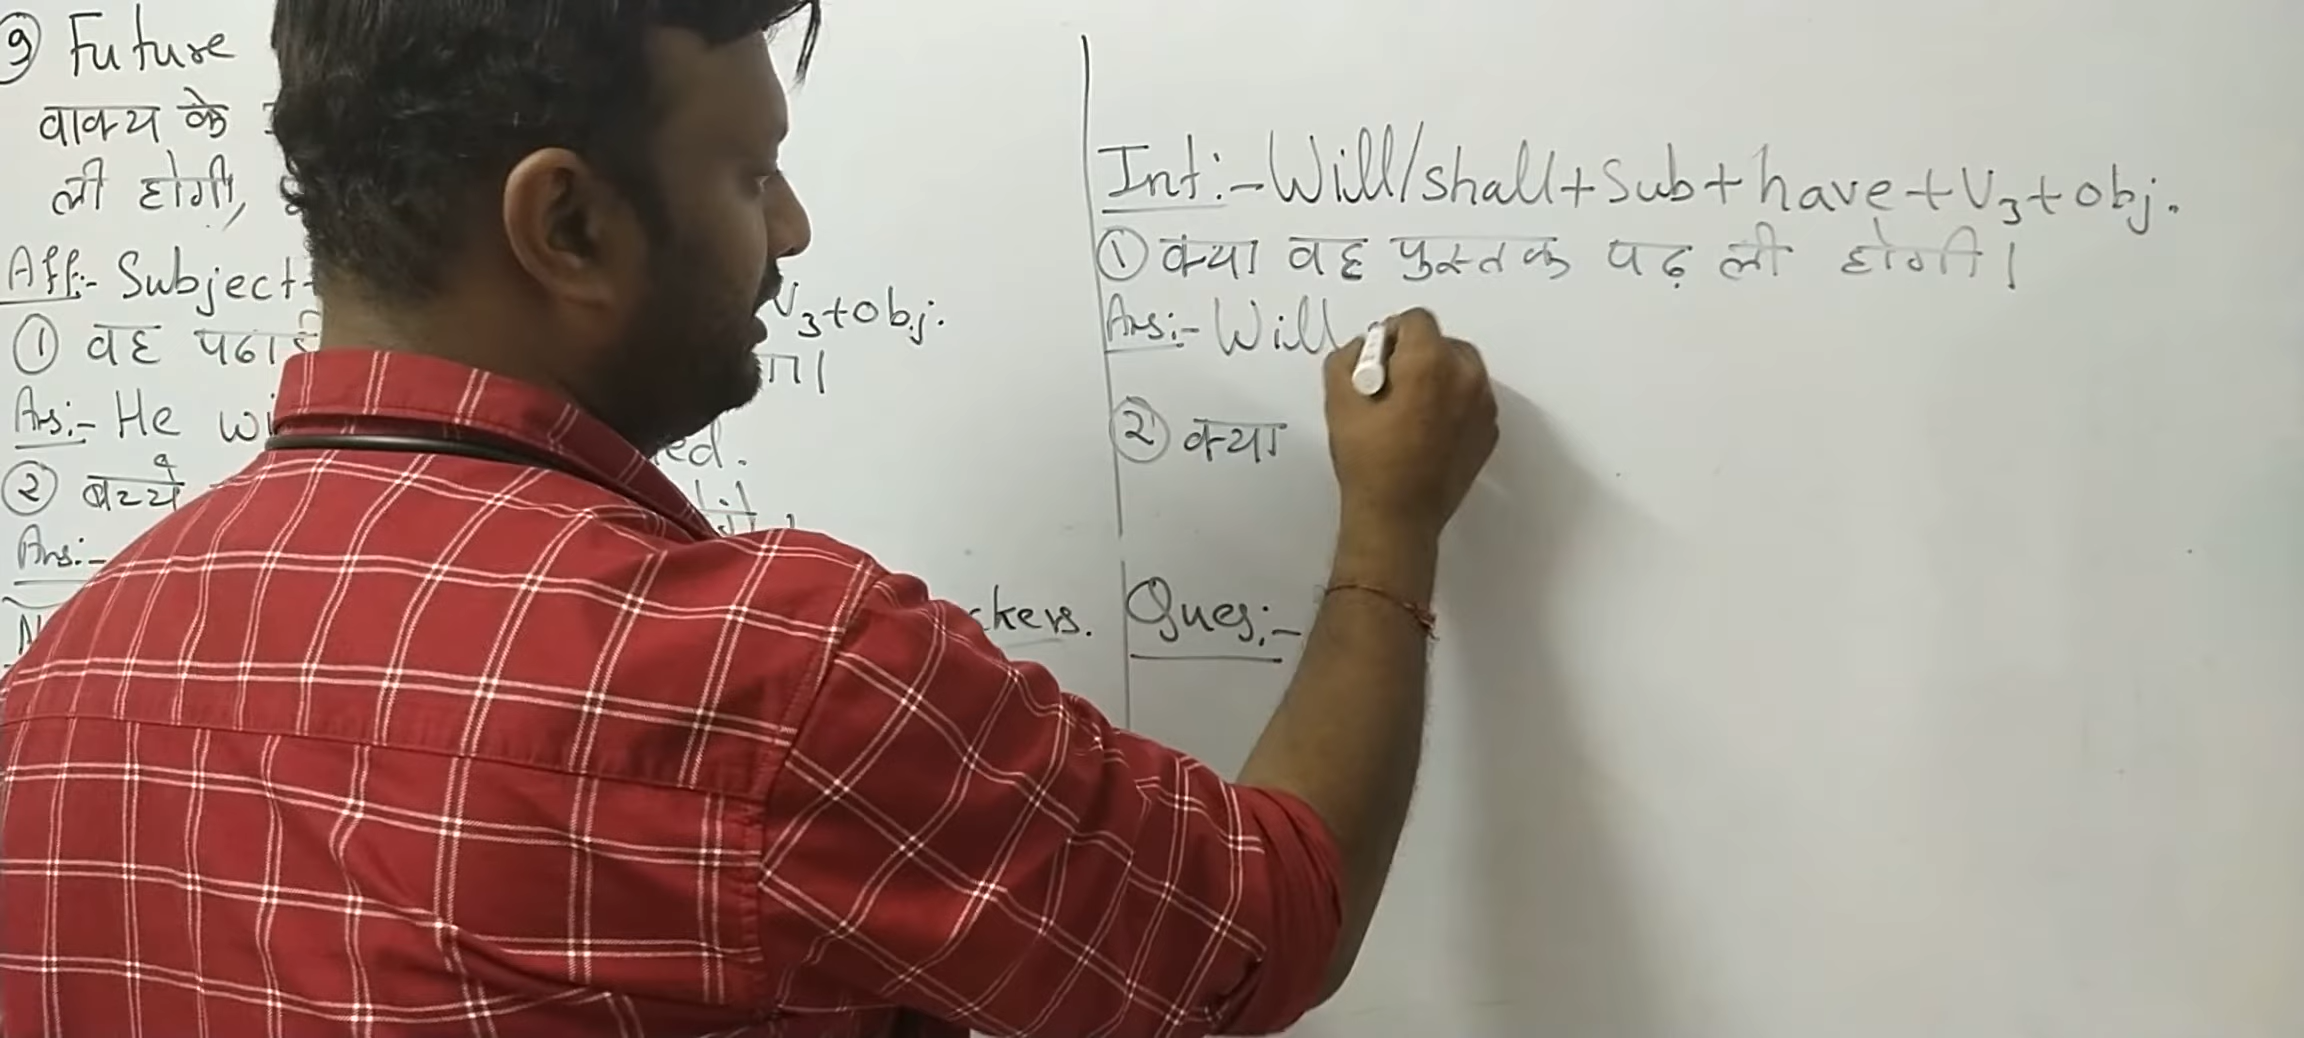 9 Future
वाक्य के
ली होगी,
Aff:- Subject+ V3+obj.
① वह पढाई
Ans:- He wi ed.
② बच्चे
Ans:-
ckers.
Int:- Will/shall+Sub+have+V3+obj.
① क्या वह पुस्तक पढ़ ली होगी।
Ans:- Will
② क्या
Ques:-